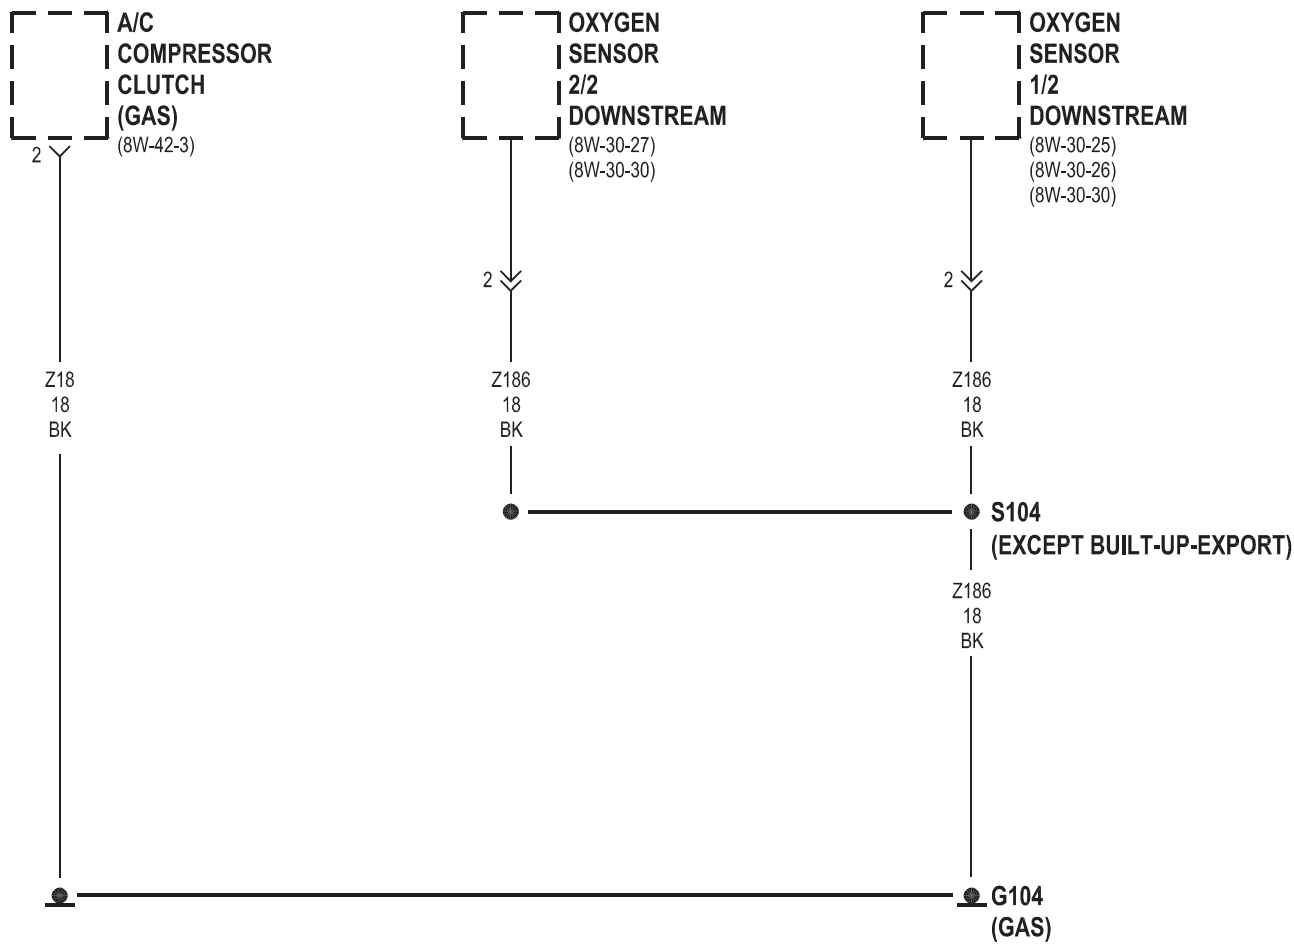 A/C
COMPRESSOR
CLUTCH
(GAS)
(8W-42-3)
2
OXYGEN
SENSOR
2/2
DOWNSTREAM
(8W-30-27)
(8W-30-30)
2
OXYGEN
SENSOR
1/2
DOWNSTREAM
(8W-30-25)
(8W-30-26)
(8W-30-30)
2
Z18
18
BK
Z186
18
BK
Z186
18
BK
S104
(EXCEPT BUILT-UP-EXPORT)
Z186
18
BK
G104
(GAS)